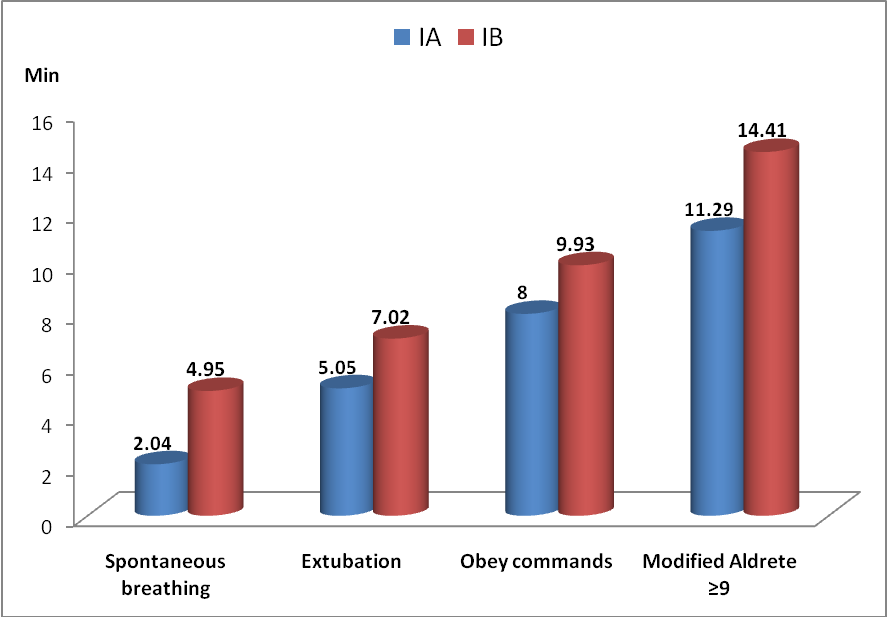 IA IB
Min
16
14
12
10
8
6
4
2
0
2.04
4.95
5.05
7.02
8
9.93
11.29
14.41
Spontaneous
breathing
Extubation
Obey commands
Modified Aldrete
≥9